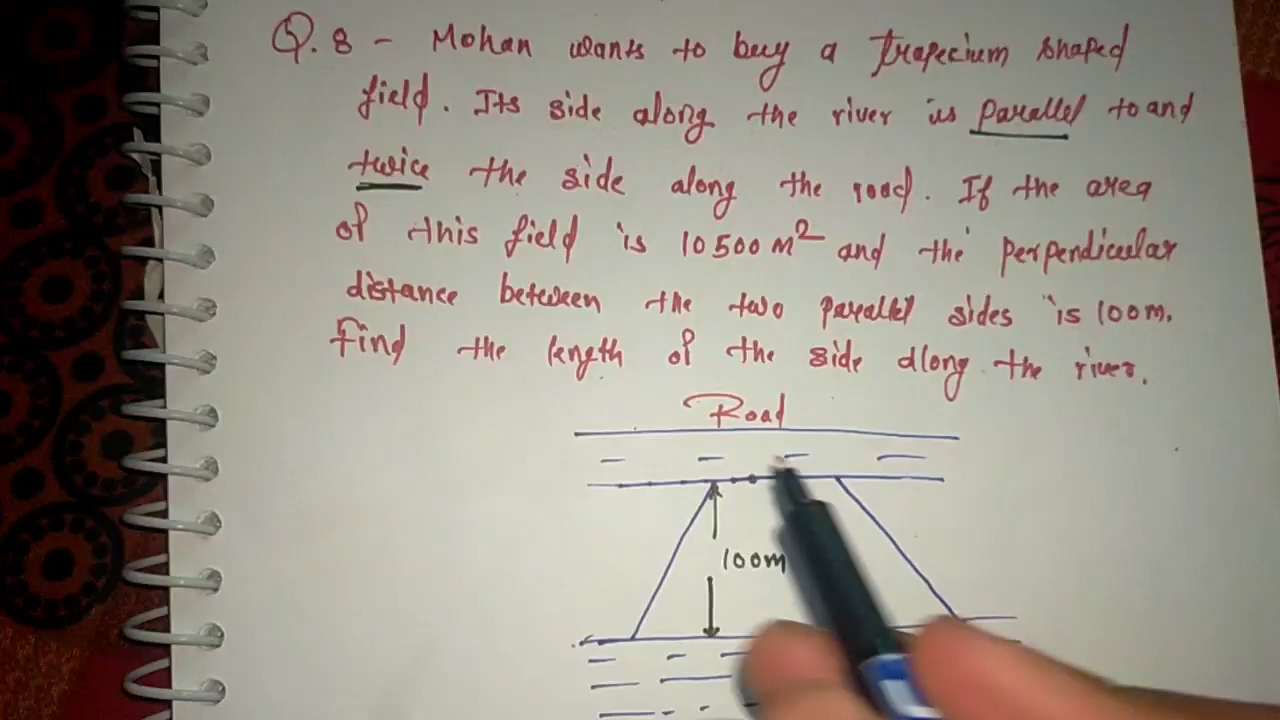 Q. 8 - Mohan wants to buy a trapecium shaped
field. Its side along the river is parallel to and
twice the side along the road. If the area
of this field is 10500 m² and the perpendicular
distance between the two parallel sides is 100m.
Find the length of the side along the river.
Road
100m